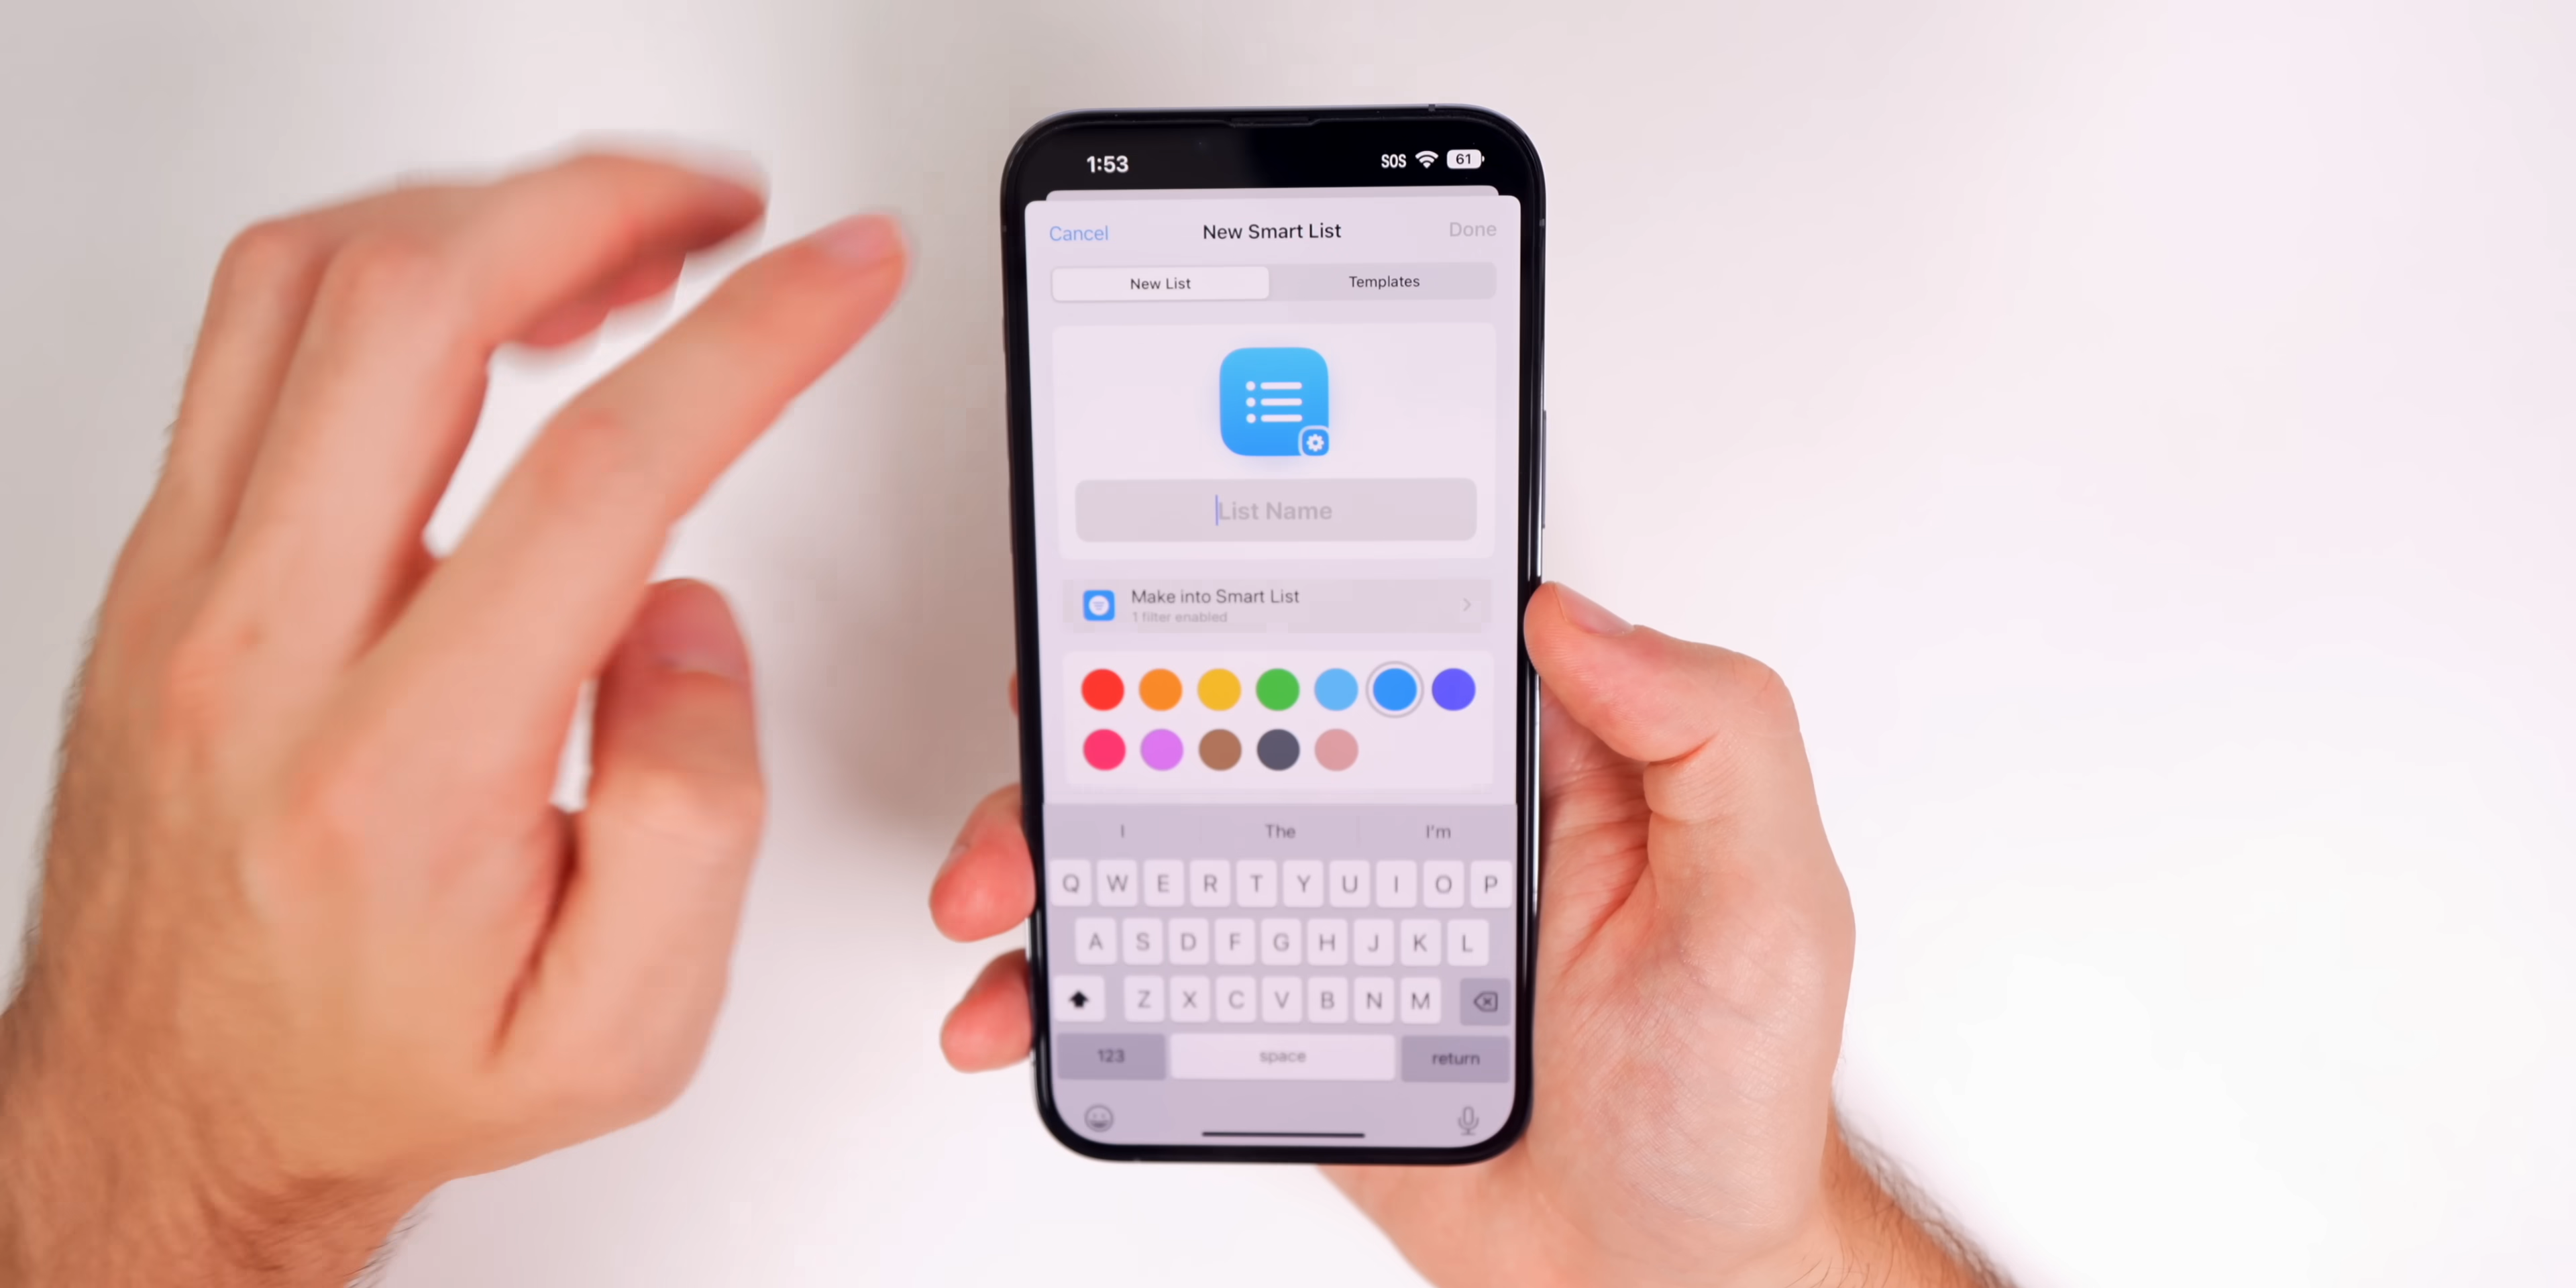 1:53 SOS 61
Cancel New Smart List Done
New List Templates
List Name
Make into Smart List
1 filter enabled
I The I'm
Q W E R T Y U I O P
A S D F G H J K L
Z X C V B N M
123 space return